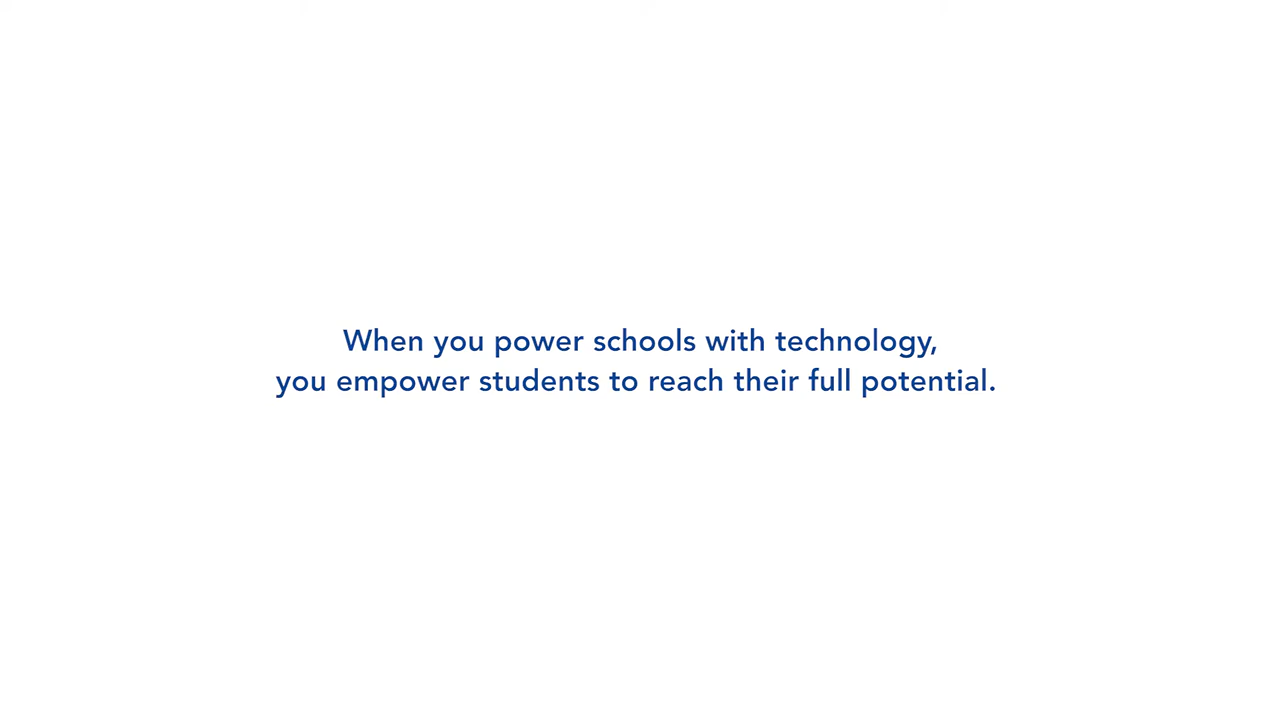 When you power schools with technology,
you empower students to reach their full potential.